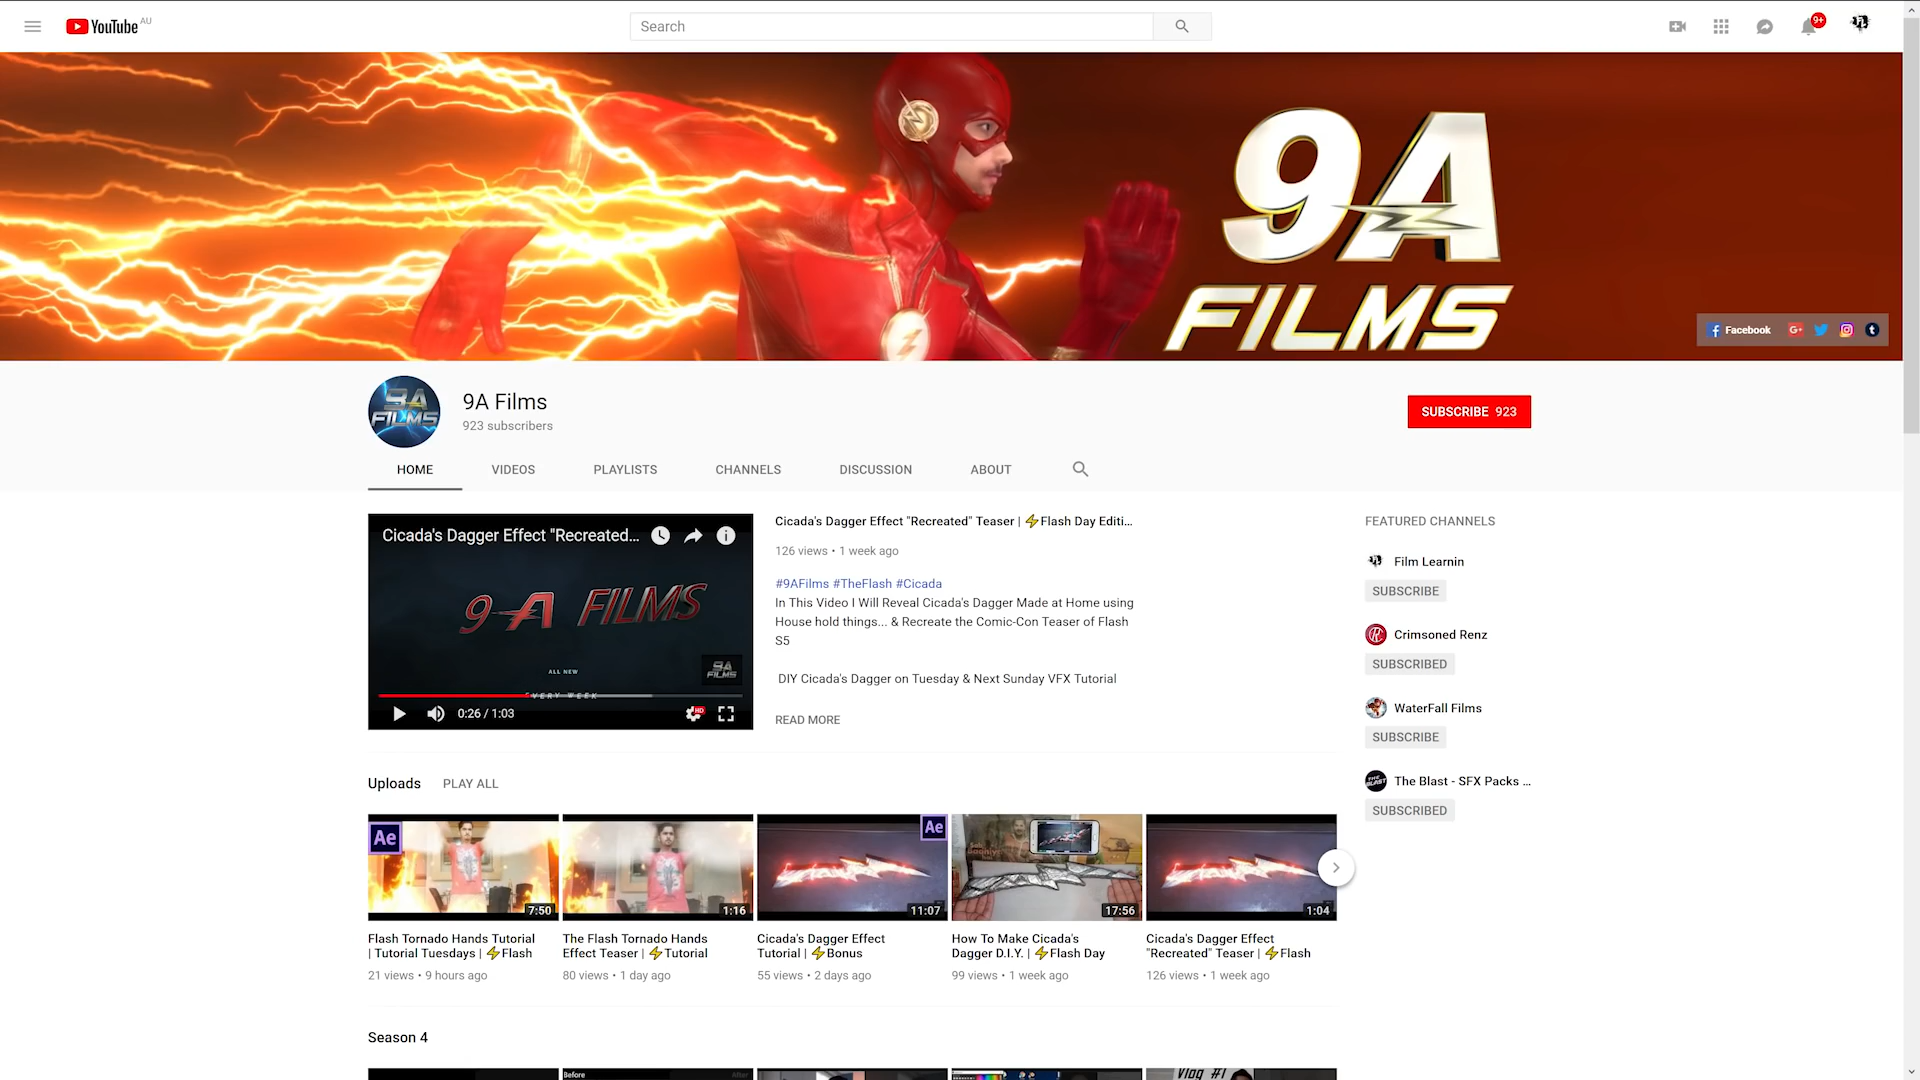 YouTube AU
Search
9+
9A
FILMS
Facebook
9A Films
923 subscribers
SUBSCRIBE 923
HOME
VIDEOS
PLAYLISTS
CHANNELS
DISCUSSION
ABOUT
Cicada's Dagger Effect "Recreated...
9-A FILMS
ALL NEW
EVERY WEEK
9A
FILMS
0:26 / 1:03
HD
Cicada's Dagger Effect "Recreated" Teaser | ⚡Flash Day Editi...
126 views • 1 week ago
#9AFilms #TheFlash #Cicada
In This Video I Will Reveal Cicada's Dagger Made at Home using
House hold things... & Recreate the Comic-Con Teaser of Flash
S5
DIY Cicada's Dagger on Tuesday & Next Sunday VFX Tutorial
READ MORE
FEATURED CHANNELS
Film Learnin
SUBSCRIBE
Crimsoned Renz
SUBSCRIBED
WaterFall Films
SUBSCRIBE
The Blast - SFX Packs ...
SUBSCRIBED
Uploads PLAY ALL
Ae
7:50
Flash Tornado Hands Tutorial
| Tutorial Tuesdays | ⚡Flash
21 views • 9 hours ago
1:16
The Flash Tornado Hands
Effect Teaser | ⚡Tutorial
80 views • 1 day ago
Ae
11:07
Cicada's Dagger Effect
Tutorial | ⚡Bonus
55 views • 2 days ago
17:56
How To Make Cicada's
Dagger D.I.Y. | ⚡Flash Day
99 views • 1 week ago
1:04
Cicada's Dagger Effect
"Recreated" Teaser | ⚡Flash
126 views • 1 week ago
Season 4
Before
After
Vlog #1